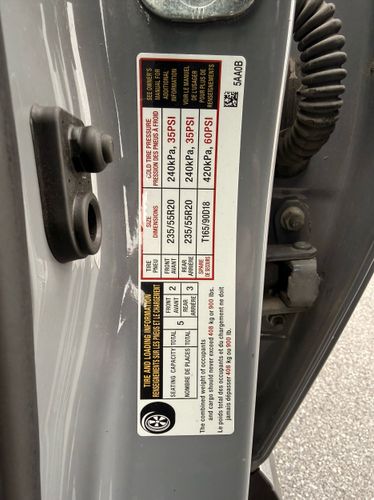 TIRE AND LOADING INFORMATION
RENSEIGNEMENTS SUR LES PNEUS ET LE CHARGEMENT
SEATING CAPACITY TOTAL 5 FRONT AVANT 2 REAR ARRIÈRE 3
NOMBRE DE PLACES TOTAL
The combined weight of occupants
and cargo should never exceed 408 kg or 900 lbs.
Le poids total des occupants et du chargement ne doit
jamais dépasser 408 kg ou 900 lb.
TIRE PNEU
SIZE DIMENSIONS
COLD TIRE PRESSURE
PRESSION DES PNEUS À FROID
FRONT AVANT 235/55R20 240kPa, 35PSI
REAR ARRIÈRE 235/55R20 240kPa, 35PSI
SPARE DE SECOURS T165/90D18 420kPa, 60PSI
SEE OWNER'S
MANUAL FOR
ADDITIONAL
INFORMATION
VOIR LE MANUEL
DE L'USAGER
POUR PLUS DE
RENSEIGNEMENTS
5AA0B